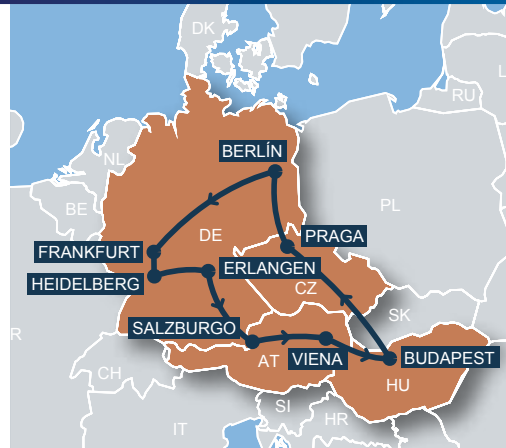 DK
L
RU
NL
BERLÍN
BE
PL
DE
PRAGA
FRANKFURT
ERLANGEN
HEIDELBERG
CZ
SK
SALZBURGO
VIENA
BUDAPEST
AT
CH
HU
SI
HR
IT
R